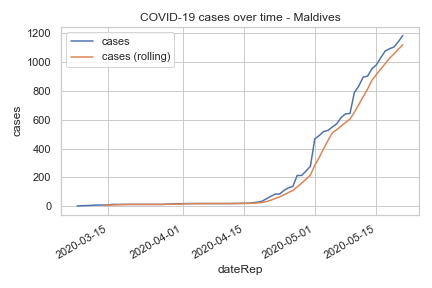 COVID-19 cases over time - Maldives
cases
cases (rolling)
1200
1000
800
600
400
200
0
cases
2020-03-15
2020-04-01
2020-04-15
2020-05-01
2020-05-15
dateRep